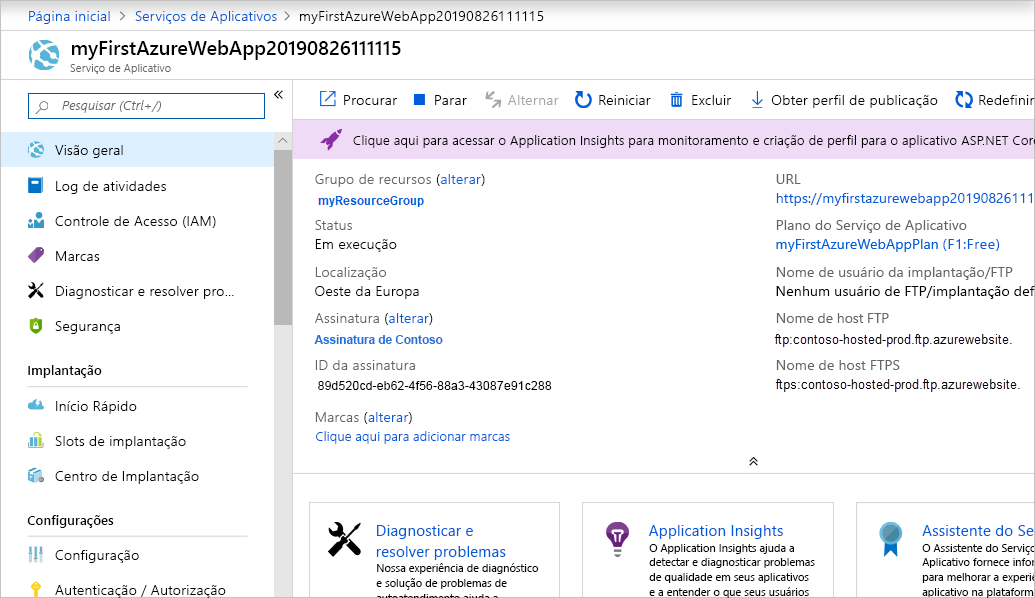 Página inicial > Serviços de Aplicativos > myFirstAzureWebApp20190826111115
myFirstAzureWebApp20190826111115
Serviço de Aplicativo
Pesquisar (Ctrl+/)
«
Visão geral
Log de atividades
Controle de Acesso (IAM)
Marcas
Diagnosticar e resolver pro...
Segurança
Implantação
Início Rápido
Slots de implantação
Centro de Implantação
Configurações
Configuração
Autenticação / Autorização
Procurar Parar Alternar Reiniciar Excluir Obter perfil de publicação Redefinir
Clique aqui para acessar o Application Insights para monitoramento e criação de perfil para o aplicativo ASP.NET Cor
Grupo de recursos (alterar)
myResourceGroup
Status
Em execução
Localização
Oeste da Europa
Assinatura (alterar)
Assinatura de Contoso
ID da assinatura
89d520cd-eb62-4f56-88a3-43087e91c288
Marcas (alterar)
Clique aqui para adicionar marcas
URL
https://myfirstazurewebapp20190826111
Plano do Serviço de Aplicativo
myFirstAzureWebAppPlan (F1:Free)
Nome de usuário da implantação/FTP
Nenhum usuário de FTP/implantação def
Nome de host FTP
ftp:contoso-hosted-prod.ftp.azurewebsite.
Nome de host FTPS
ftps:contoso-hosted-prod.ftp.azurewebsite.
Diagnosticar e
resolver problemas
Nossa experiência de diagnóstico
e solução de problemas de
autoatendimento ajuda a
Application Insights
O Application Insights ajuda a
detectar e diagnosticar problemas
de qualidade em seus aplicativos
e a entender o que seus usuários
Assistente do Se
O Assistente do Serviço
Aplicativo fornece infor
para melhorar a experiê
aplicativo na plataform